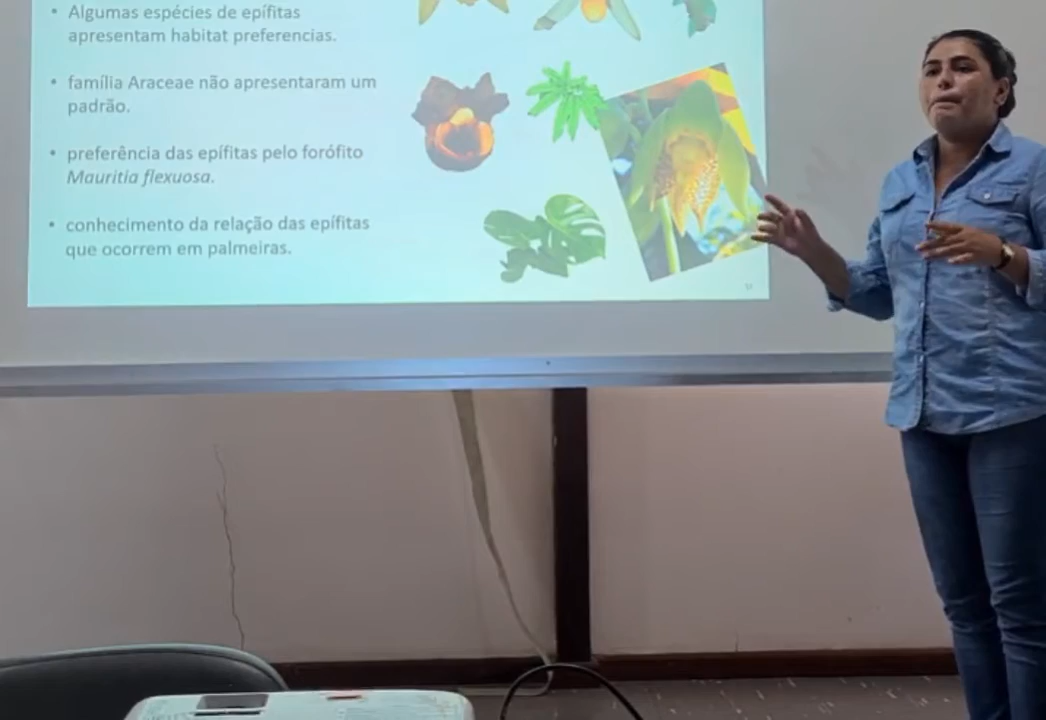 • Algumas espécies de epífitas
apresentam habitat preferencias.
• família Araceae não apresentaram um
padrão.
• preferência das epífitas pelo forófito
Mauritia flexuosa.
• conhecimento da relação das epífitas
que ocorrem em palmeiras.